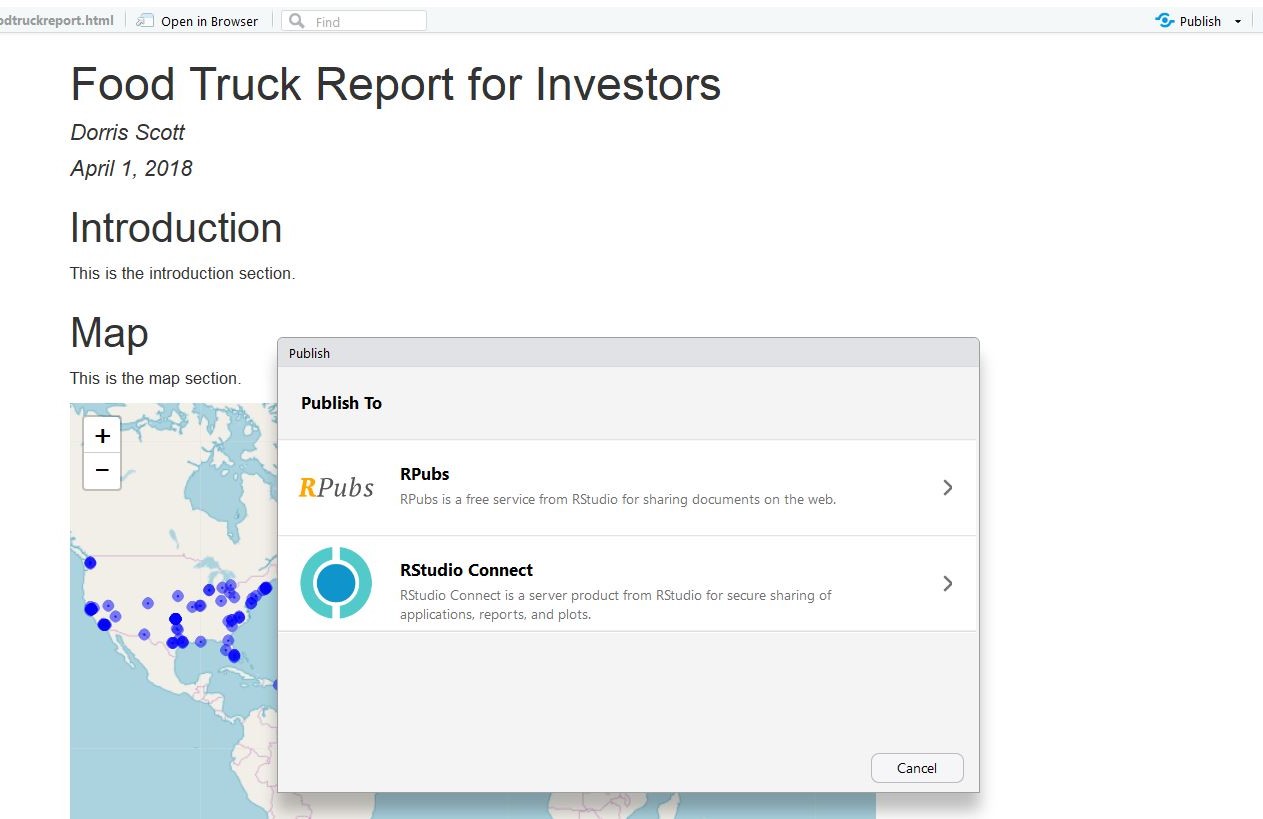 odtruckreport.html Open in Browser Find Publish
Food Truck Report for Investors
Dorris Scott
April 1, 2018
Introduction
This is the introduction section.
Map
This is the map section.
+
−
Publish
Publish To
RPubs
RPubs
RPubs is a free service from RStudio for sharing documents on the web.
RStudio Connect
RStudio Connect is a server product from RStudio for secure sharing of
applications, reports, and plots.
Cancel